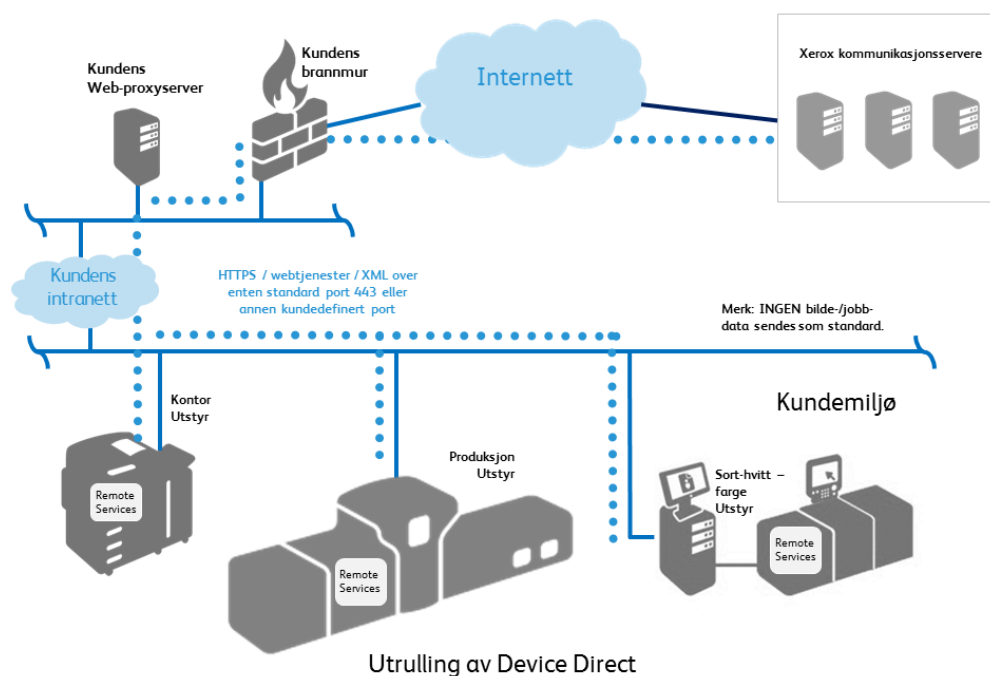 Kundens
Web-proxyserver
Kundens
brannmur
Internett
Xerox kommunikasjonsservere
Kundens
intranett
HTTPS / webtjenester / XML over
enten standard port 443 eller
annen kundedefinert port
Merk: INGEN bilde-/jobb-
data sendes som standard.
Kundemiljø
Kontor
Utstyr
Remote
Services
Produksjon
Utstyr
Remote
Services
Sort-hvitt –
farge
Utstyr
Remote
Services
Utrulling av Device Direct